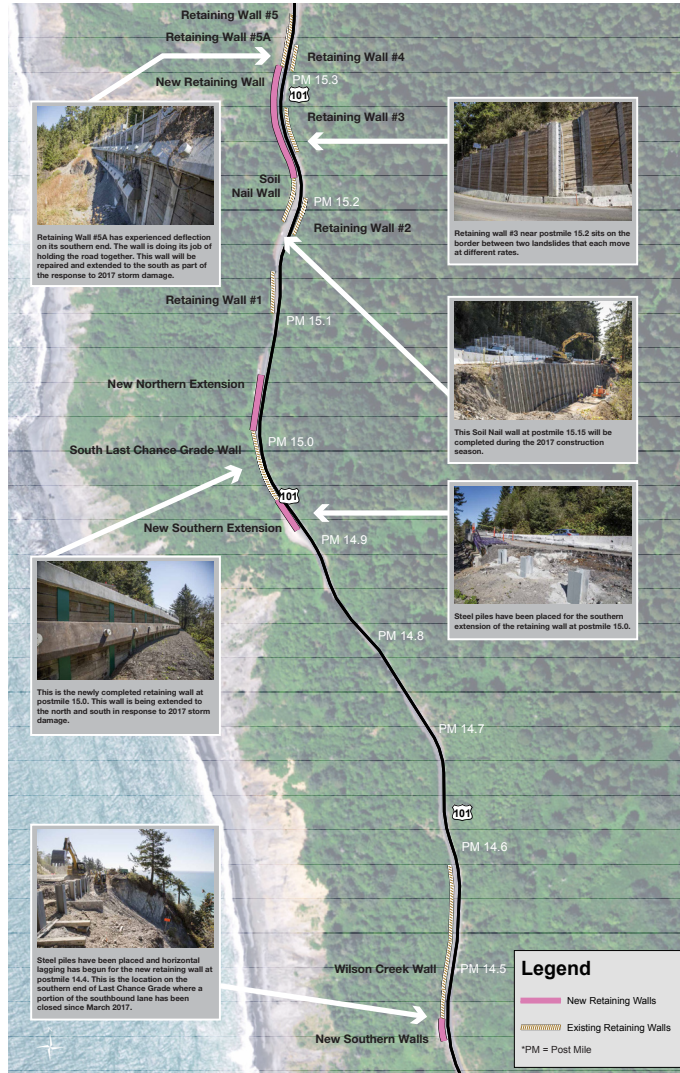 Retaining Wall #5
Retaining Wall #5A
Retaining Wall #4
New Retaining Wall
PM 15.3
101
Retaining Wall #3
Soil
Nail Wall
PM 15.2
Retaining Wall #2
Retaining Wall #5A has experienced deflection
on its southern end. The wall is doing its job of
holding the road together. This wall will be
repaired and extended to the south as part of
the response to 2017 storm damage.
Retaining wall #3 near postmile 15.2 sits on the
border between two landslides that each move
at different rates.
Retaining Wall #1
PM 15.1
New Northern Extension
This Soil Nail wall at postmile 15.15 will be
completed during the 2017 construction
season.
PM 15.0
South Last Chance Grade Wall
101
New Southern Extension
PM 14.9
Steel piles have been placed for the southern
extension of the retaining wall at postmile 15.0.
PM 14.8
This is the newly completed retaining wall at
postmile 15.0. This wall is being extended to
the north and south in response to 2017 storm
damage.
PM 14.7
101
PM 14.6
Steel piles have been placed and horizontal
lagging has begun for the new retaining wall at
postmile 14.4. This is the location on the
southern end of Last Chance Grade where a
portion of the southbound lane has been
closed since March 2017.
Wilson Creek Wall
PM 14.5
New Southern Walls
Legend
New Retaining Walls
Existing Retaining Walls
*PM = Post Mile